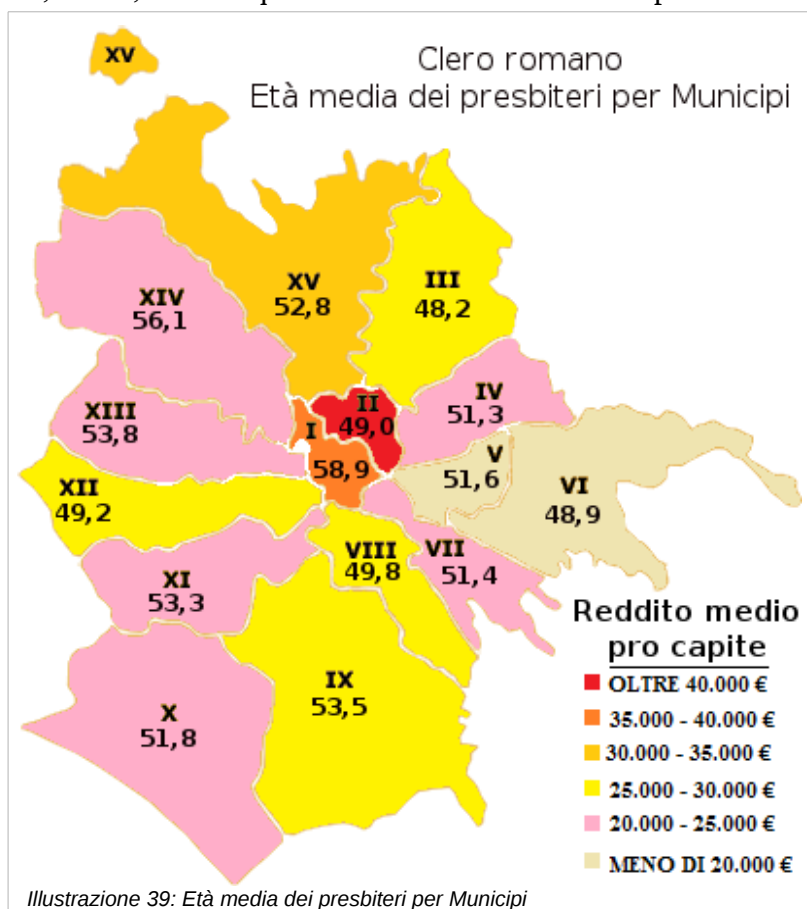 XV
Clero romano
Età media dei presbiteri per Municipi
XV
52,8
III
48,2
XIV
56,1
II
49,0
IV
51,3
XIII
53,8
I
58,9
V
51,6
VI
48,9
XII
49,2
VIII
49,8
VII
51,4
XI
53,3
IX
53,5
X
51,8
Reddito medio
pro capite
OLTRE 40.000 €
35.000 - 40.000 €
30.000 - 35.000 €
25.000 - 30.000 €
20.000 - 25.000 €
MENO DI 20.000 €
Illustrazione 39: Età media dei presbiteri per Municipi